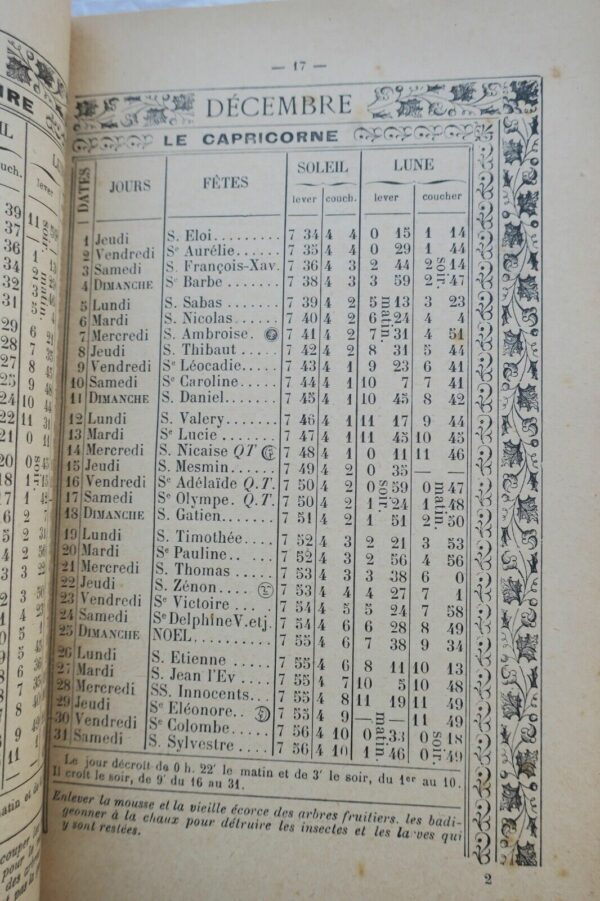 — 17 —
DÉCEMBRE
LE CAPRICORNE
DATES JOURS FÊTES SOLEIL LUNE
lever couch. lever coucher
1 Jeudi S. Eloi........ 7 34 4 4 0 15 1 14
2 Vendredi Se Aurélie...... 7 35 4 4 0 29 1 44
3 Samedi S. François-Xav. 7 36 4 3 2 44 2 14
4 DIMANCHE Se Barbe...... 7 38 4 3 3 59 2 47
5 Lundi S. Sabas....... 7 39 4 2 5 13 3 23
6 Mardi S. Nicolas...... 7 40 4 2 6 24 4 4
7 Mercredi S. Ambroise.. 7 41 4 2 7 31 4 51
8 Jeudi S. Thibaut..... 7 42 4 2 8 31 5 44
9 Vendredi Se Léocadie.... 7 43 4 1 9 23 6 41
10 Samedi Se Caroline.... 7 44 4 1 10 7 7 41
11 DIMANCHE S. Daniel...... 7 45 4 1 10 45 8 42
12 Lundi S. Valery...... 7 46 4 1 11 17 9 44
13 Mardi Se Lucie...... 7 47 4 1 11 45 10 45
14 Mercredi S. Nicaise QT 7 48 4 1 0 11 11 46
15 Jeudi S. Mesmin..... 7 49 4 2 0 35 — —
16 Vendredi Se Adélaïde Q.T. 7 50 4 2 0 59 0 47
17 Samedi Se Olympe. Q.T. 7 50 4 2 1 24 1 48
18 DIMANCHE S. Gatien...... 7 51 4 2 1 51 2 50
19 Lundi S. Timothée.... 7 52 4 3 2 21 3 53
20 Mardi Se Pauline.... 7 52 4 3 2 56 4 56
21 Mercredi S. Thomas..... 7 53 4 3 3 38 6 0
22 Jeudi S. Zénon.... 7 53 4 4 4 27 7 1
23 Vendredi Se Victoire..... 7 54 4 5 5 24 7 58
24 Samedi Se Delphine V.etj. 7 54 4 6 6 28 8 49
25 DIMANCHE NOEL....... 7 55 4 6 7 38 9 34
26 Lundi S. Etienne..... 7 55 4 6 8 11 10 13
27 Mardi S. Jean l'Ev.... 7 55 4 7 10 5 10 48
28 Mercredi SS. Innocents... 7 55 4 8 11 19 11 49
29 Jeudi Se Eléonore... 7 55 4 9 — — 11 49
30 Vendredi Se Colombe.... 7 56 4 10 0 33 0 18
31 Samedi S. Sylvestre.... 7 56 4 10 1 46 0 49
matin. soir. matin.
soir. matin. soir.
Le jour décroît de 0 h. 22' le matin et de 3' le soir, du 1er au 10.
Il croît le soir, de 9' du 16 au 31.
Enlever la mousse et la vieille écorce des arbres fruitiers. les badi-
geonner à la chaux pour détruire les insectes et les larves qui
y sont restées.
2